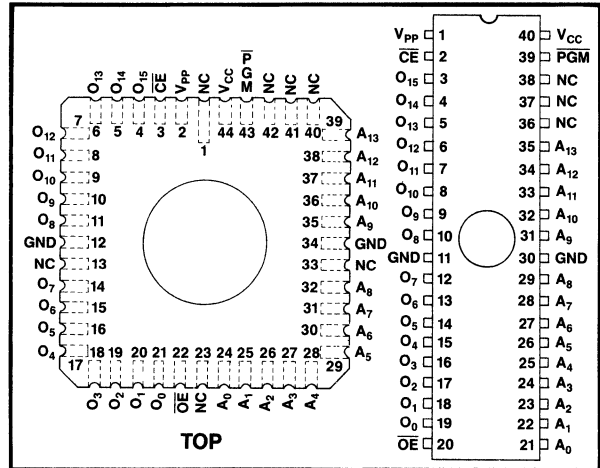 O13 O14 O15 CE VPP NC VCC PGM NC NC NC
7 6 5 4 3 2 1 44 43 42 41 40 39
O12 A13
O11 8 38 A12
O10 9 37 A11
O9 10 36 A10
O8 11 35 A9
GND 12 34 GND
NC 13 33 NC
O7 14 32 A8
O6 15 31 A7
O5 16 30 A6
O4 A5
17 18 19 20 21 22 23 24 25 26 27 28 29
O3 O2 O1 O0 OE NC A0 A1 A2 A3 A4
TOP
VPP 1 40 VCC
CE 2 39 PGM
O15 3 38 NC
O14 4 37 NC
O13 5 36 NC
O12 6 35 A13
O11 7 34 A12
O10 8 33 A11
O9 9 32 A10
O8 10 31 A9
GND 11 30 GND
O7 12 29 A8
O6 13 28 A7
O5 14 27 A6
O4 15 26 A5
O3 16 25 A4
O2 17 24 A3
O1 18 23 A2
O0 19 22 A1
OE 20 21 A0